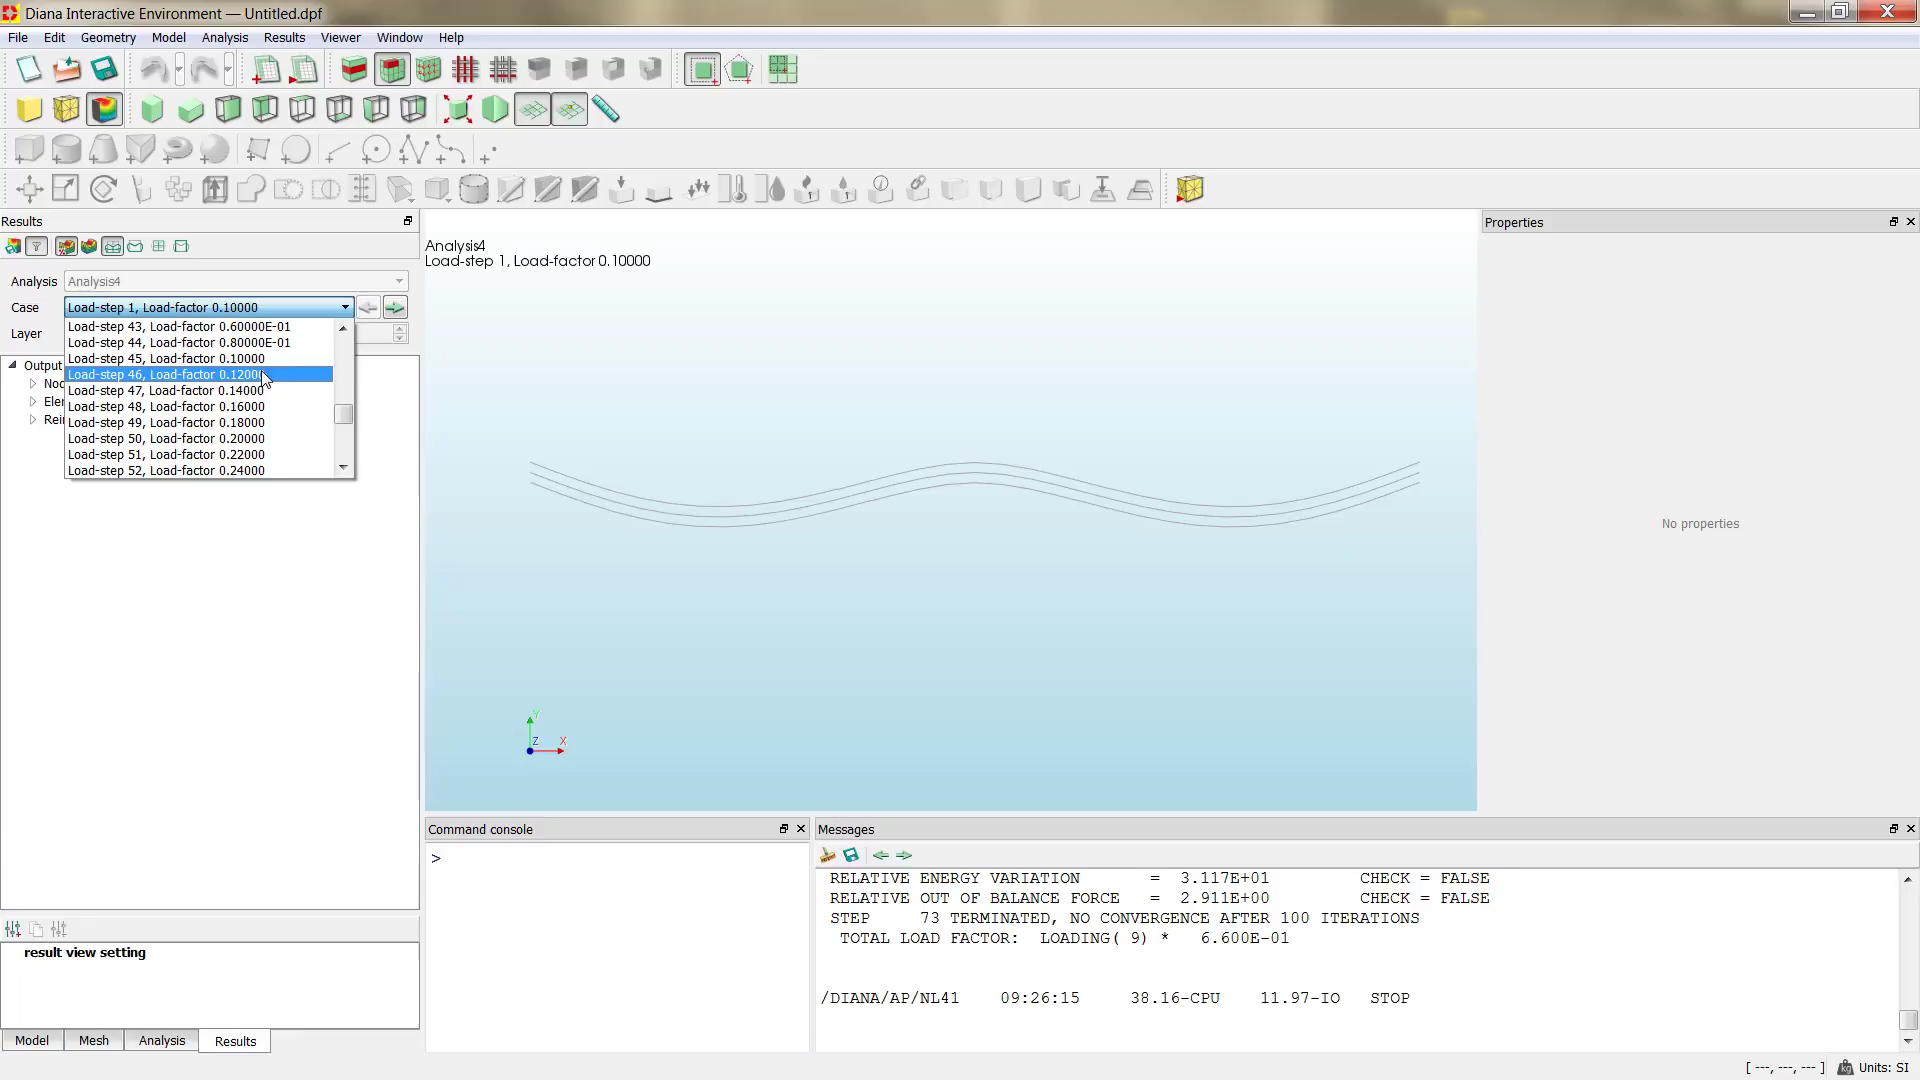 Diana Interactive Environment — Untitled.dpf
File Edit Geometry Model Analysis Results Viewer Window Help
Results
Analysis Analysis4
Case Load-step 1, Load-factor 0.10000
Layer
Load-step 43, Load-factor 0.60000E-01
Load-step 44, Load-factor 0.80000E-01
Load-step 45, Load-factor 0.10000
Load-step 46, Load-factor 0.12000
Load-step 47, Load-factor 0.14000
Load-step 48, Load-factor 0.16000
Load-step 49, Load-factor 0.18000
Load-step 50, Load-factor 0.20000
Load-step 51, Load-factor 0.22000
Load-step 52, Load-factor 0.24000
Output
result view setting
Model Mesh Analysis Results
Analysis4
Load-step 1, Load-factor 0.10000
Y
Z X
Properties
No properties
Command console
>
Messages
RELATIVE ENERGY VARIATION = 3.117E+01 CHECK = FALSE
RELATIVE OUT OF BALANCE FORCE = 2.911E+00 CHECK = FALSE
STEP 73 TERMINATED, NO CONVERGENCE AFTER 100 ITERATIONS
TOTAL LOAD FACTOR: LOADING( 9) * 6.600E-01
/DIANA/AP/NL41 09:26:15 38.16-CPU 11.97-IO STOP
[ ---, ---, --- ] kg Units: SI